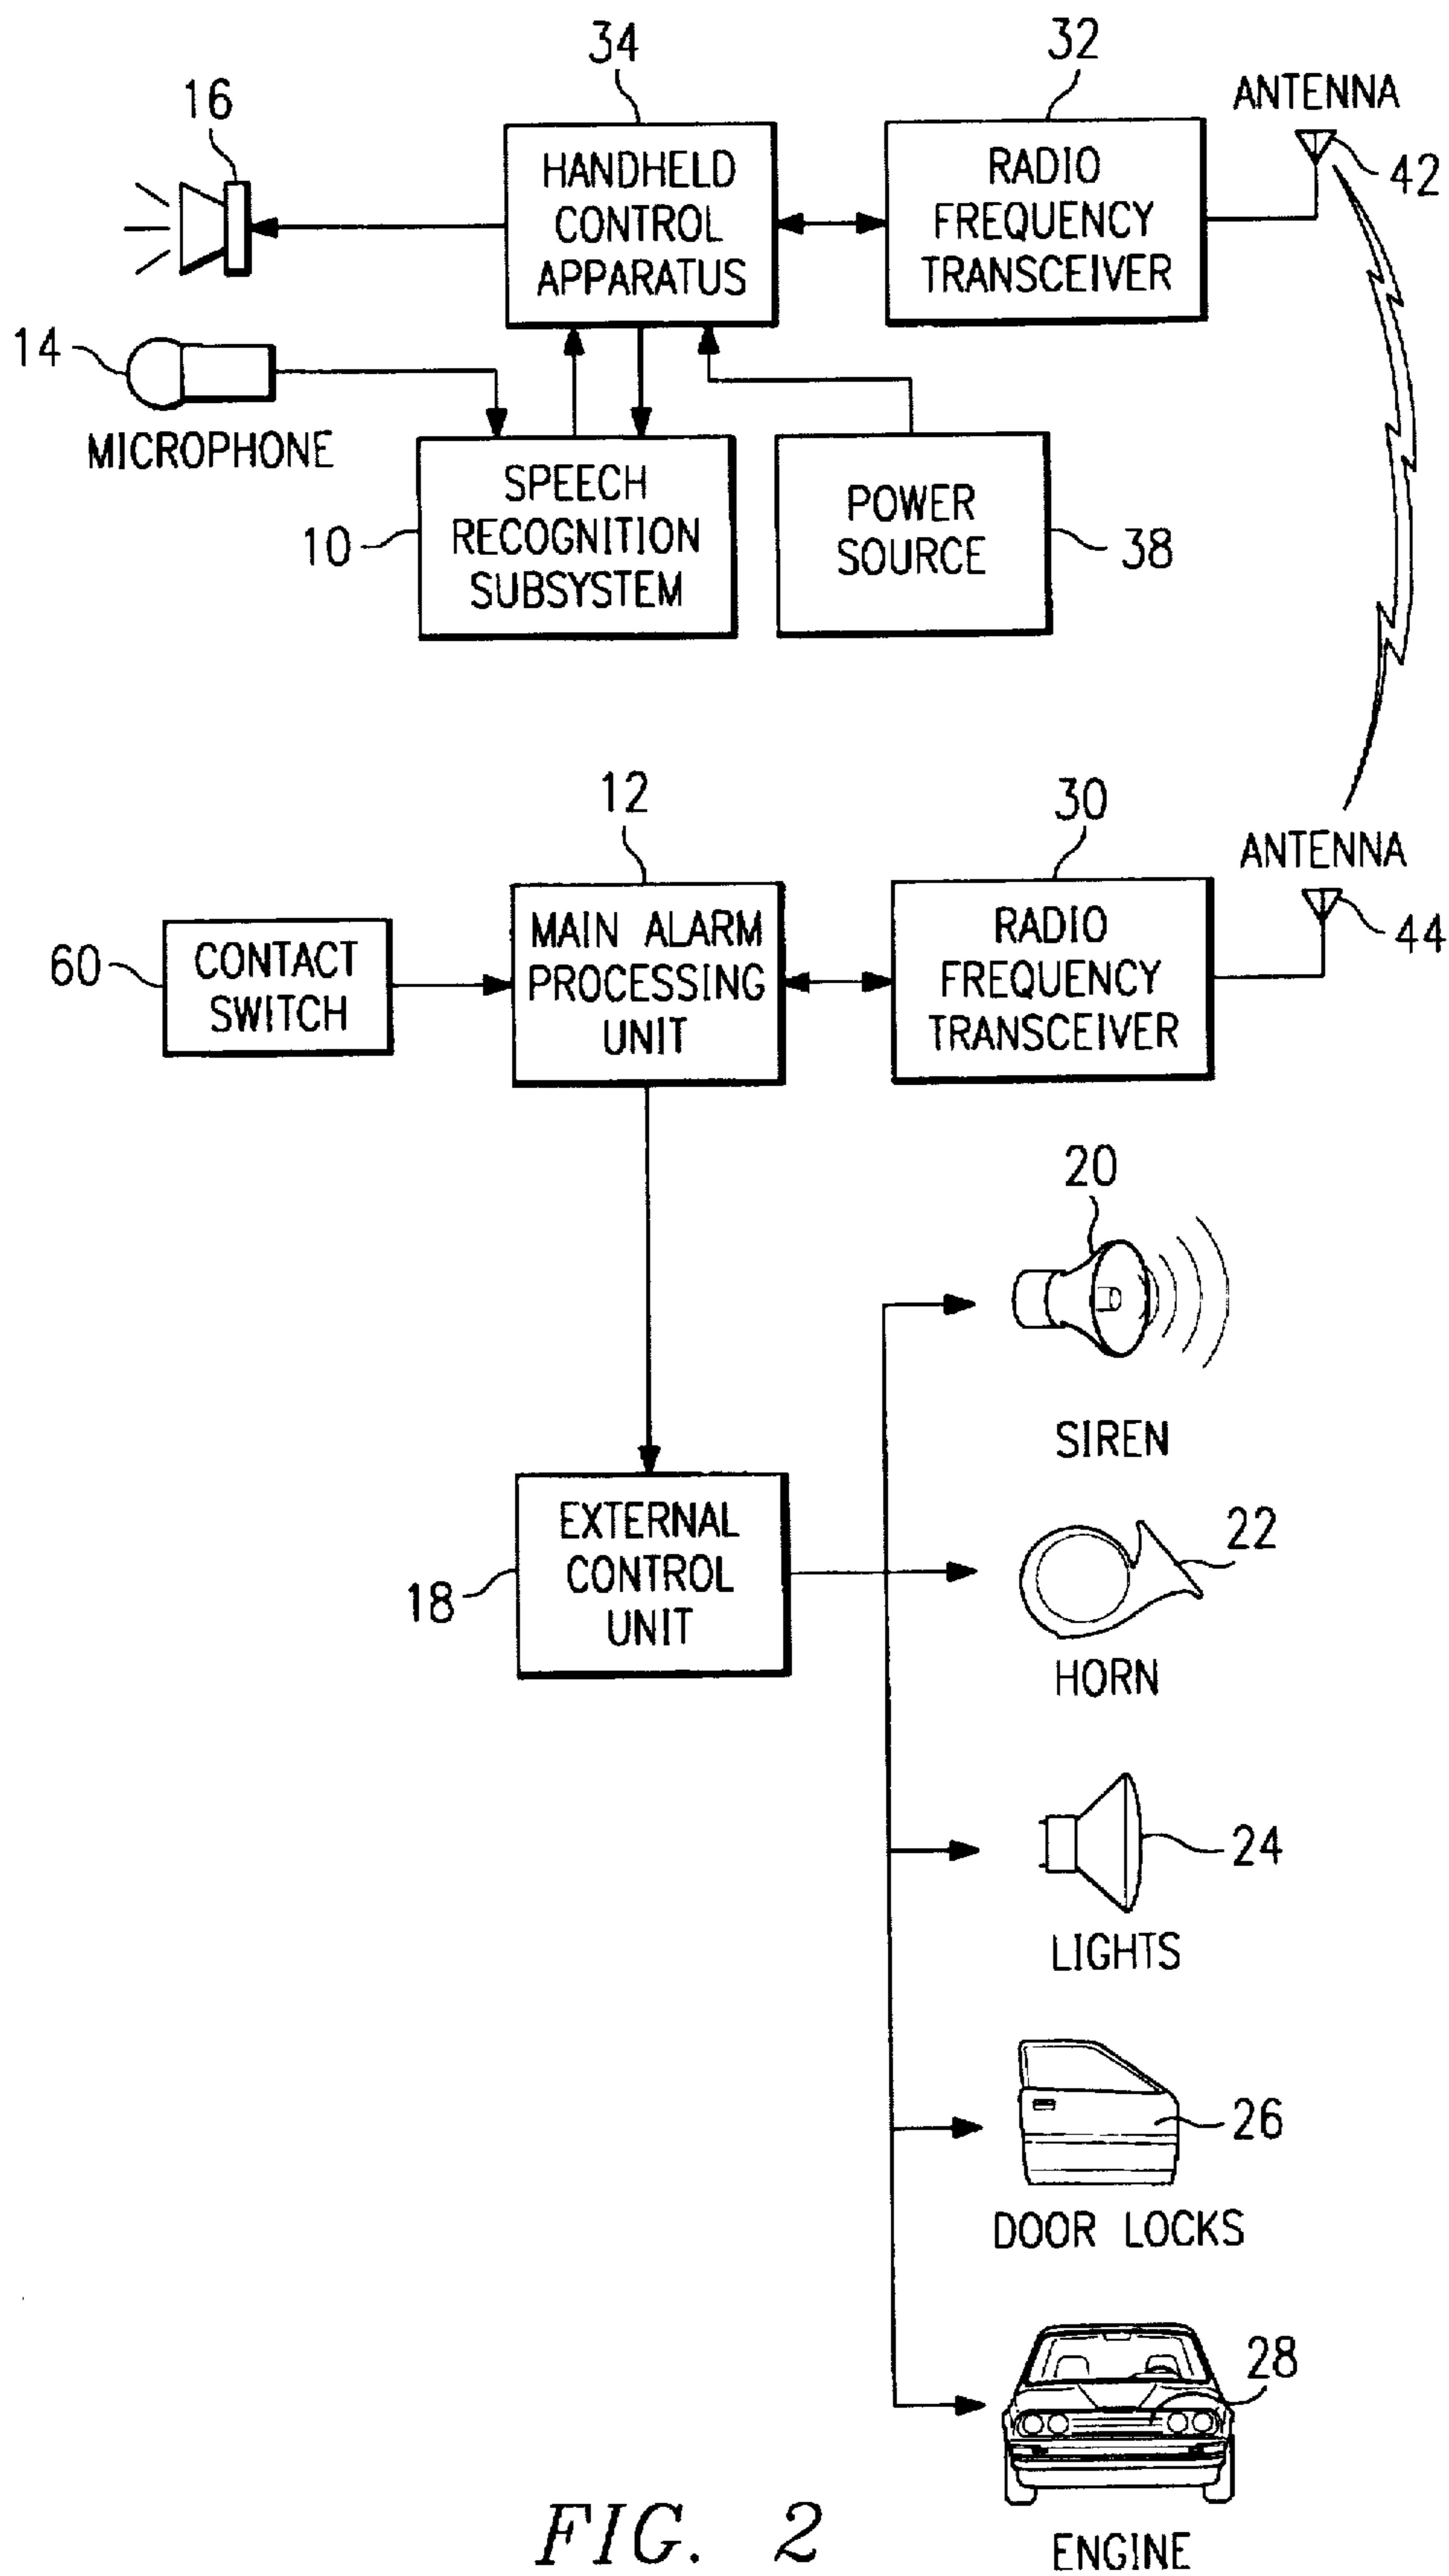 34
32
16
ANTENNA
HANDHELD
CONTROL
APPARATUS
RADIO
FREQUENCY
TRANSCEIVER
42
14
MICROPHONE
SPEECH
RECOGNITION
SUBSYSTEM
10
POWER
SOURCE
38
12
30
ANTENNA
60
CONTACT
SWITCH
MAIN ALARM
PROCESSING
UNIT
RADIO
FREQUENCY
TRANSCEIVER
44
20
SIREN
EXTERNAL
CONTROL
UNIT
18
22
HORN
24
LIGHTS
26
DOOR LOCKS
28
ENGINE
FIG. 2